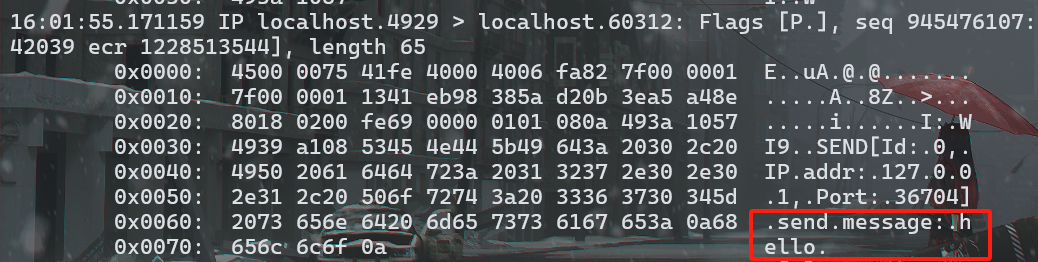 16:01:55.171159 IP localhost.4929 > localhost.60312: Flags [P.], seq 945476107:
42039 ecr 1228513544], length 65
0x0000: 4500 0075 41fe 4000 4006 fa82 7f00 0001 E..uA.@.@.......
0x0010: 7f00 0001 1341 eb98 385a d20b 3ea5 a48e .....A..8Z..>...
0x0020: 8018 0200 fe69 0000 0101 080a 493a 1057 .....i......I:.W
0x0030: 4939 a108 5345 4e44 5b49 643a 2030 2c20 I9..SEND[Id:.0,.
0x0040: 4950 2061 6464 723a 2031 3237 2e30 2e30 IP.addr:.127.0.0
0x0050: 2e31 2c20 506f 7274 3a20 3336 3730 345d .1,.Port:.36704]
0x0060: 2073 656e 6420 6d65 7373 6167 653a 0a68 .send.message:.h
0x0070: 656c 6c6f 0a ello.